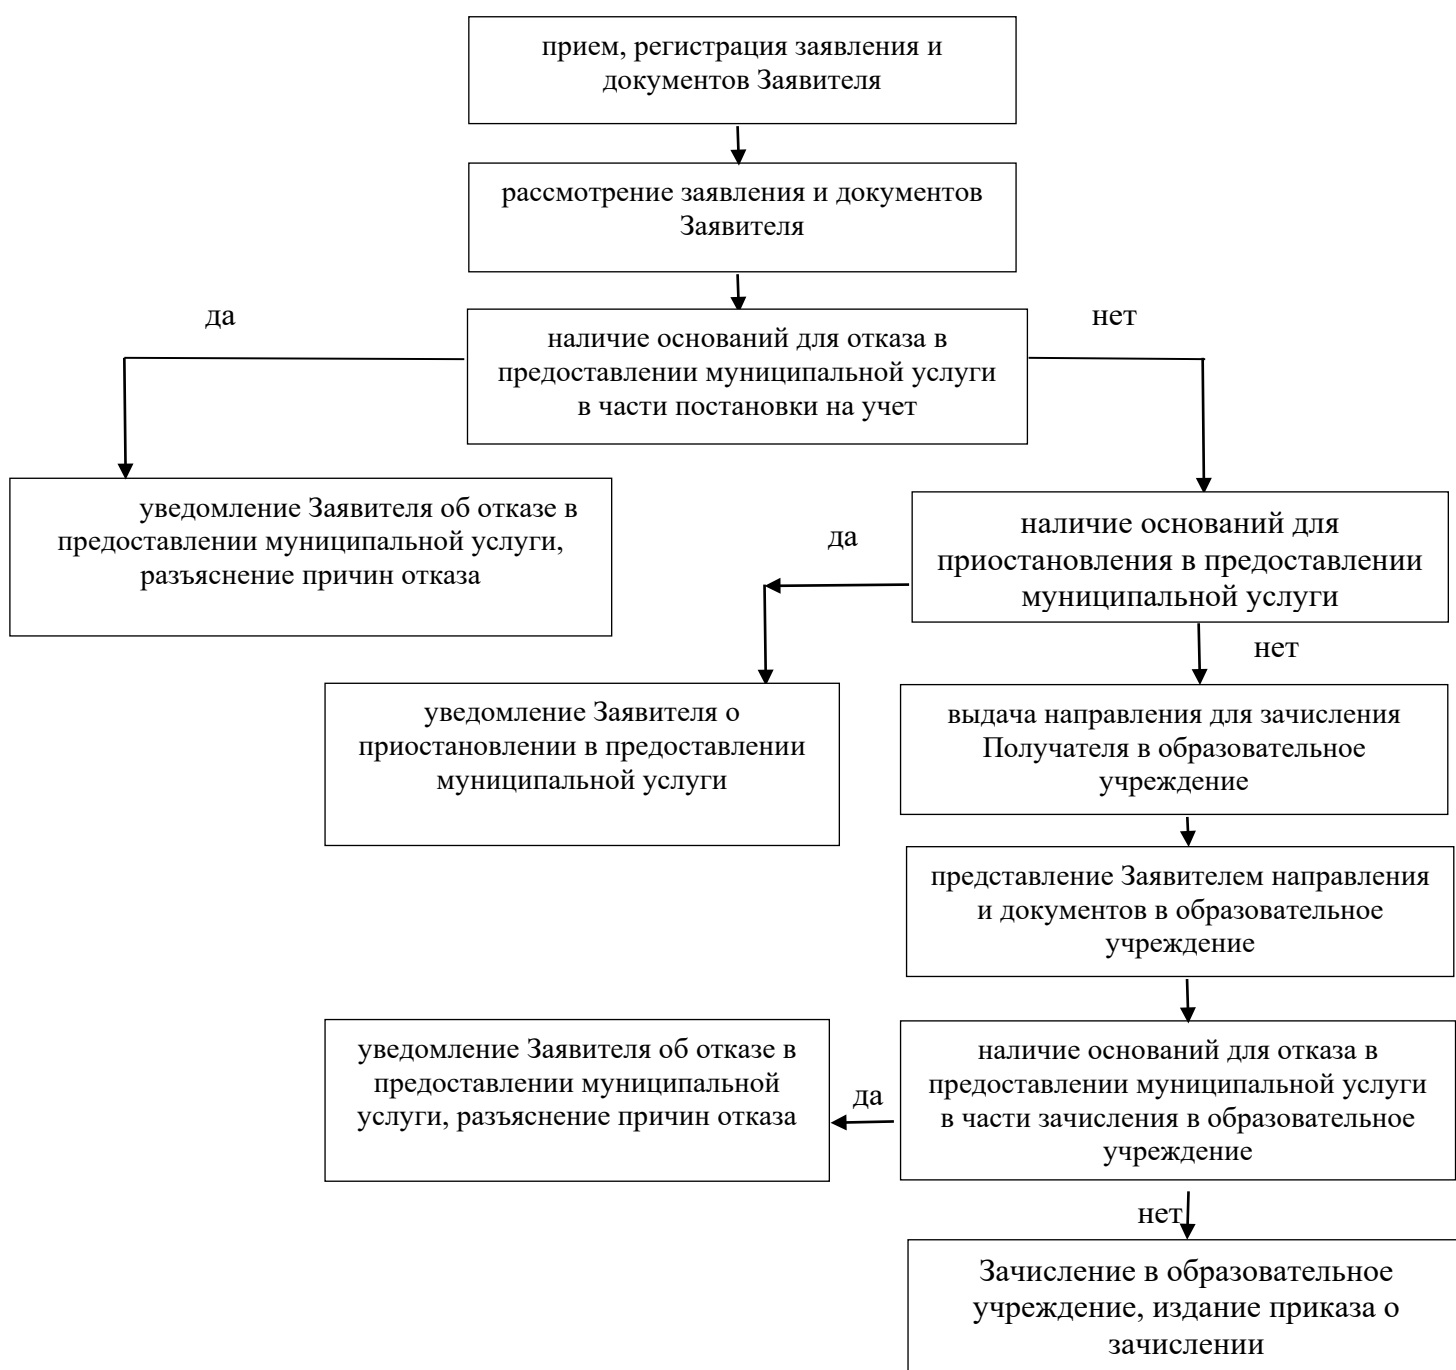 прием, регистрация заявления и
документов Заявителя
рассмотрение заявления и документов
Заявителя
да
нет
наличие оснований для отказа в
предоставлении муниципальной услуги
в части постановки на учет
уведомление Заявителя об отказе в
предоставлении муниципальной услуги,
разъяснение причин отказа
да
наличие оснований для
приостановления в предоставлении
муниципальной услуги
нет
уведомление Заявителя о
приостановлении в предоставлении
муниципальной услуги
выдача направления для зачисления
Получателя в образовательное
учреждение
представление Заявителем направления
и документов в образовательное
учреждение
уведомление Заявителя об отказе в
предоставлении муниципальной
услуги, разъяснение причин отказа
да
наличие оснований для отказа в
предоставлении муниципальной услуги
в части зачисления в образовательное
учреждение
нет
Зачисление в образовательное
учреждение, издание приказа о
зачислении